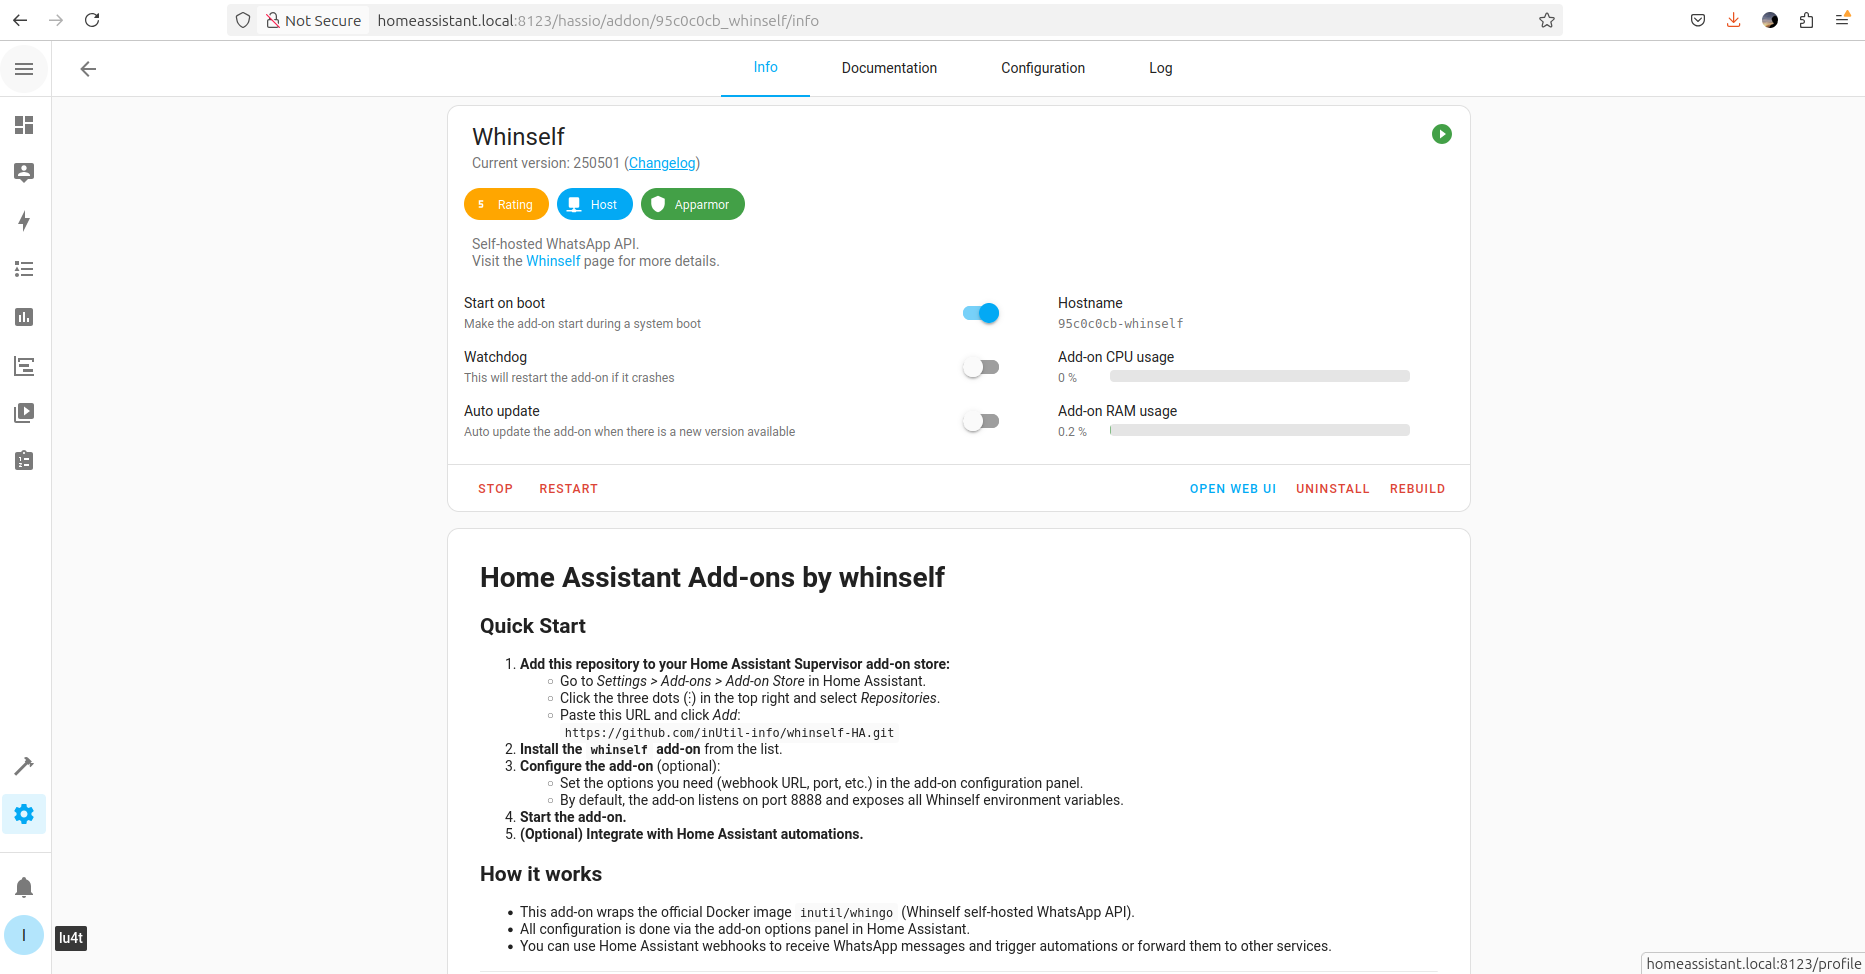 Not Secure homeassistant.local:8123/hassio/addon/95c0c0cb_whinself/info
Info Documentation Configuration Log
Whinself
Current version: 250501 (Changelog)
5 Rating Host Apparmor
Self-hosted WhatsApp API.
Visit the Whinself page for more details.
Start on boot
Make the add-on start during a system boot
Hostname
95c0c0cb-whinself
Watchdog
This will restart the add-on if it crashes
Add-on CPU usage
0 %
Auto update
Auto update the add-on when there is a new version available
Add-on RAM usage
0.2 %
STOP RESTART OPEN WEB UI UNINSTALL REBUILD
Home Assistant Add-ons by whinself
Quick Start
1. Add this repository to your Home Assistant Supervisor add-on store:
○ Go to Settings > Add-ons > Add-on Store in Home Assistant.
○ Click the three dots (⋮) in the top right and select Repositories.
○ Paste this URL and click Add:
https://github.com/inUtil-info/whinself-HA.git
2. Install the whinself add-on from the list.
3. Configure the add-on (optional):
○ Set the options you need (webhook URL, port, etc.) in the add-on configuration panel.
○ By default, the add-on listens on port 8888 and exposes all Whinself environment variables.
4. Start the add-on.
5. (Optional) Integrate with Home Assistant automations.
How it works
• This add-on wraps the official Docker image inutil/whingo (Whinself self-hosted WhatsApp API).
• All configuration is done via the add-on options panel in Home Assistant.
• You can use Home Assistant webhooks to receive WhatsApp messages and trigger automations or forward them to other services.
l lu4t
homeassistant.local:8123/profile